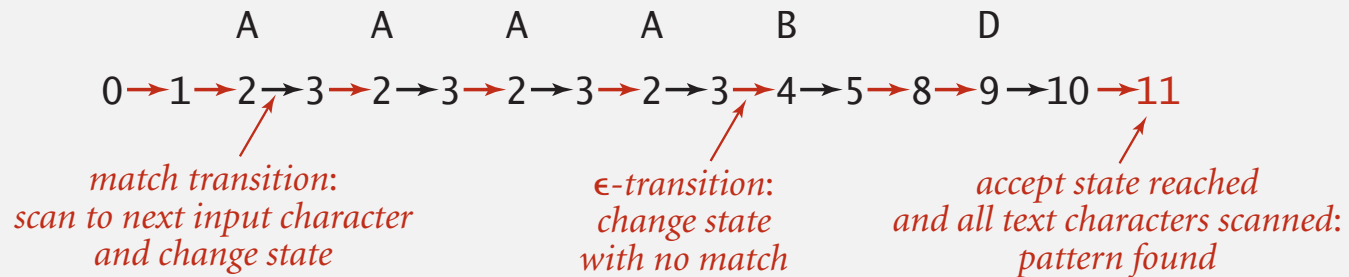 A A A A B D
0 1 2 3 2 3 2 3 2 3 4 5 8 9 10 11
match transition:
scan to next input character
and change state
ϵ-transition:
change state
with no match
accept state reached
and all text characters scanned:
pattern found